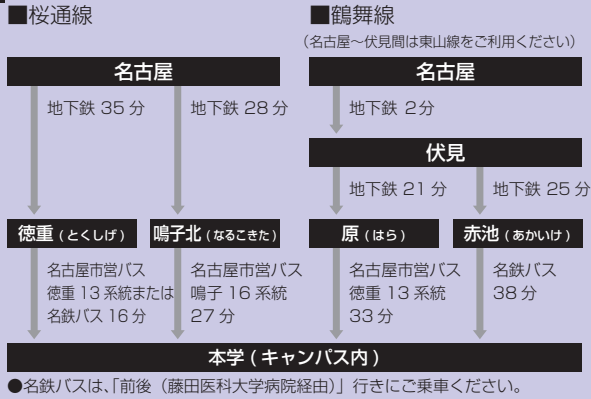 ■桜通線
名古屋
地下鉄 35 分
地下鉄 28 分
徳重 ( とくしげ )
鳴子北 ( なるこきた )
名古屋市営バス
徳重 13 系統または
名鉄バス 16 分
名古屋市営バス
鳴子 16 系統
27 分
■鶴舞線
（名古屋～伏見間は東山線をご利用ください）
名古屋
地下鉄 2分
伏見
地下鉄 21 分
地下鉄 25 分
原 ( はら )
赤池 ( あかいけ )
名古屋市営バス
徳重 13 系統
33 分
名鉄バス
38 分
本学 ( キャンパス内 )
●名鉄バスは、「前後（藤田医科大学病院経由）」行きにご乗車ください。